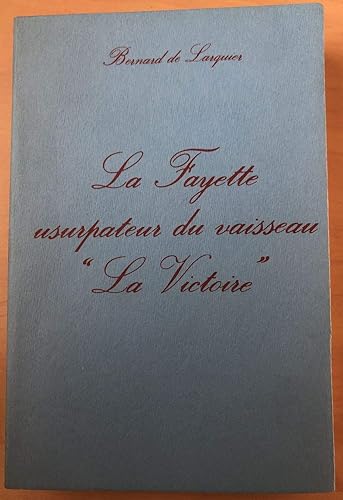 Bernard de Larquier
La Fayette
usurpateur du vaisseau
“La Victoire”